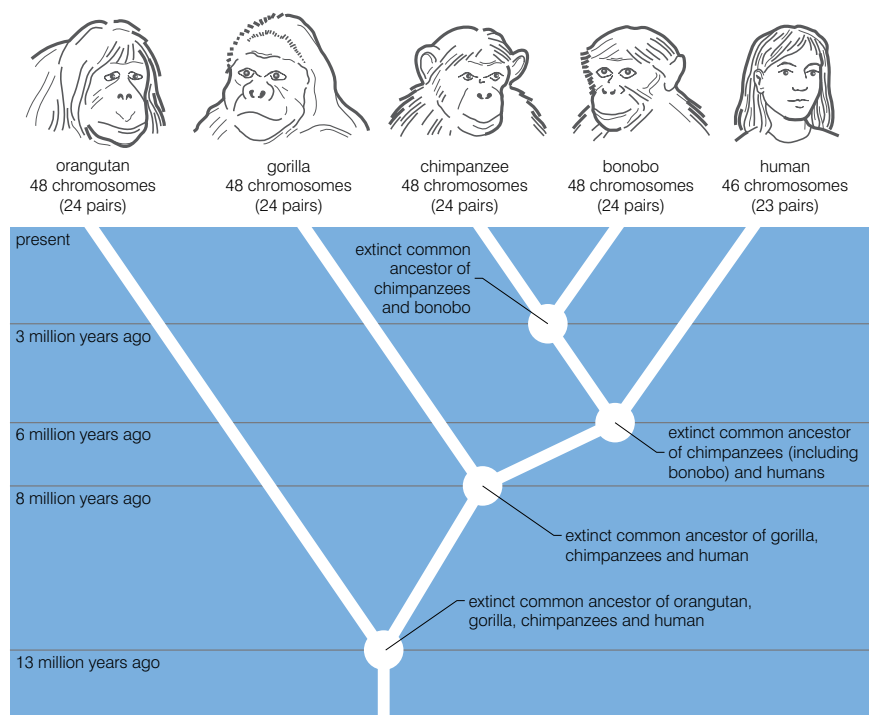 orangutan
48 chromosomes
(24 pairs)
gorilla
48 chromosomes
(24 pairs)
chimpanzee
48 chromosomes
(24 pairs)
bonobo
48 chromosomes
(24 pairs)
human
46 chromosomes
(23 pairs)
present
extinct common
ancestor of
chimpanzees
and bonobo
3 million years ago
6 million years ago
extinct common ancestor
of chimpanzees (including
bonobo) and humans
8 million years ago
extinct common ancestor of gorilla,
chimpanzees and human
extinct common ancestor of orangutan,
gorilla, chimpanzees and human
13 million years ago